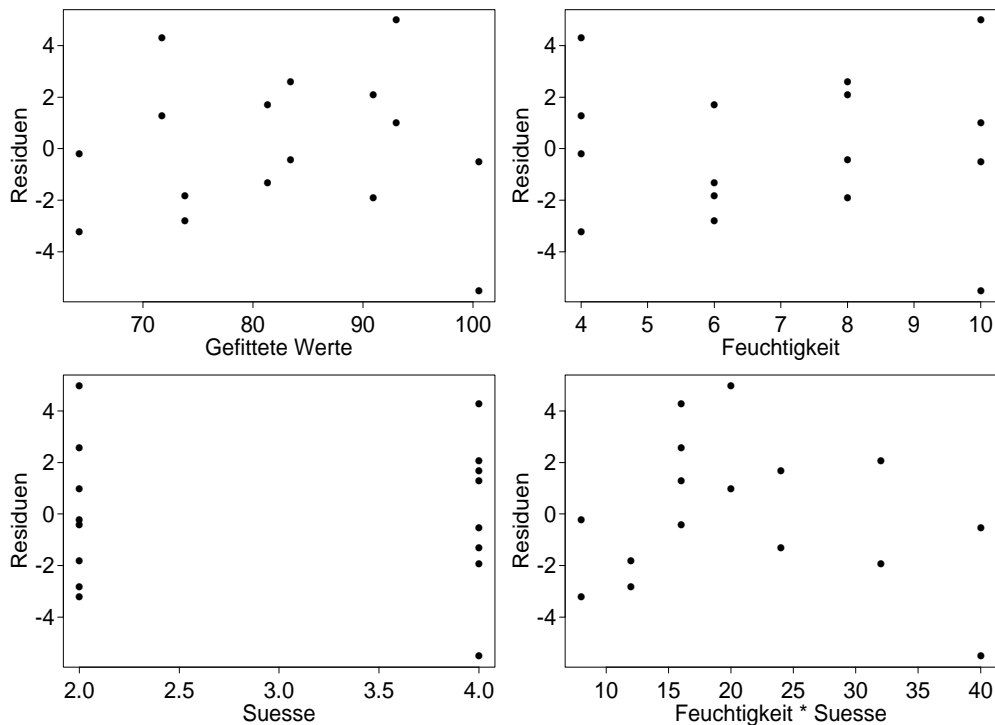 4
2
0
-2
-4
Residuen
70 80 90 100
Gefittete Werte
4
2
0
-2
-4
Residuen
4 5 6 7 8 9 10
Feuchtigkeit
4
2
0
-2
-4
Residuen
2.0 2.5 3.0 3.5 4.0
Suesse
4
2
0
-2
-4
Residuen
10 15 20 25 30 35 40
Feuchtigkeit * Suesse